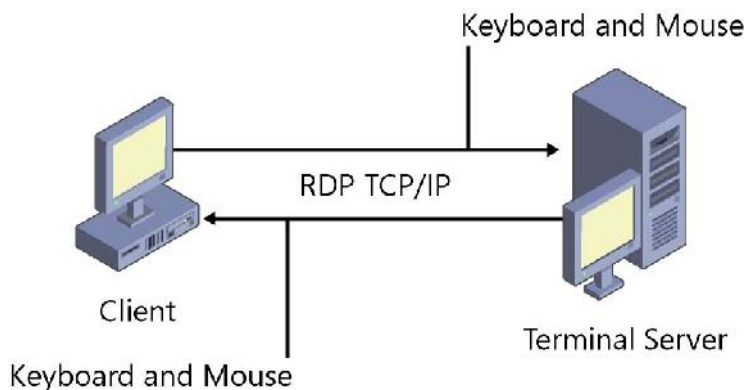 Keyboard and Mouse
RDP TCP/IP
Client
Terminal Server
Keyboard and Mouse